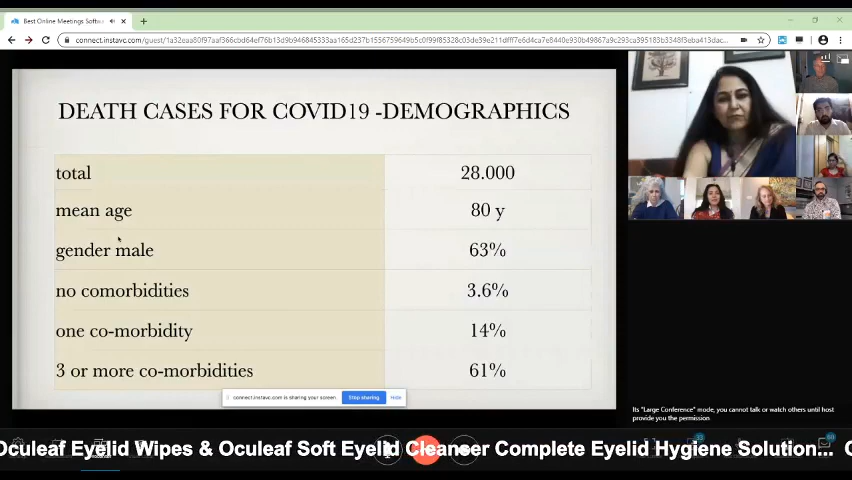 Best Online Meetings Softwa
connect.instavc.com/guest/
DEATH CASES FOR COVID19 -DEMOGRAPHICS
total 28.000
mean age 80 y
gender male 63%
no comorbidities 3.6%
one co-morbidity 14%
3 or more co-morbidities 61%
connect.instavc.com is sharing your screen. Stop sharing Hide
Its "Large Conference" mode, you cannot talk or watch others until host
provide you the permission.
Oculeaf Eyelid Wipes & Oculeaf Soft Eyelid Cleanser Complete Eyelid Hygiene Solution...